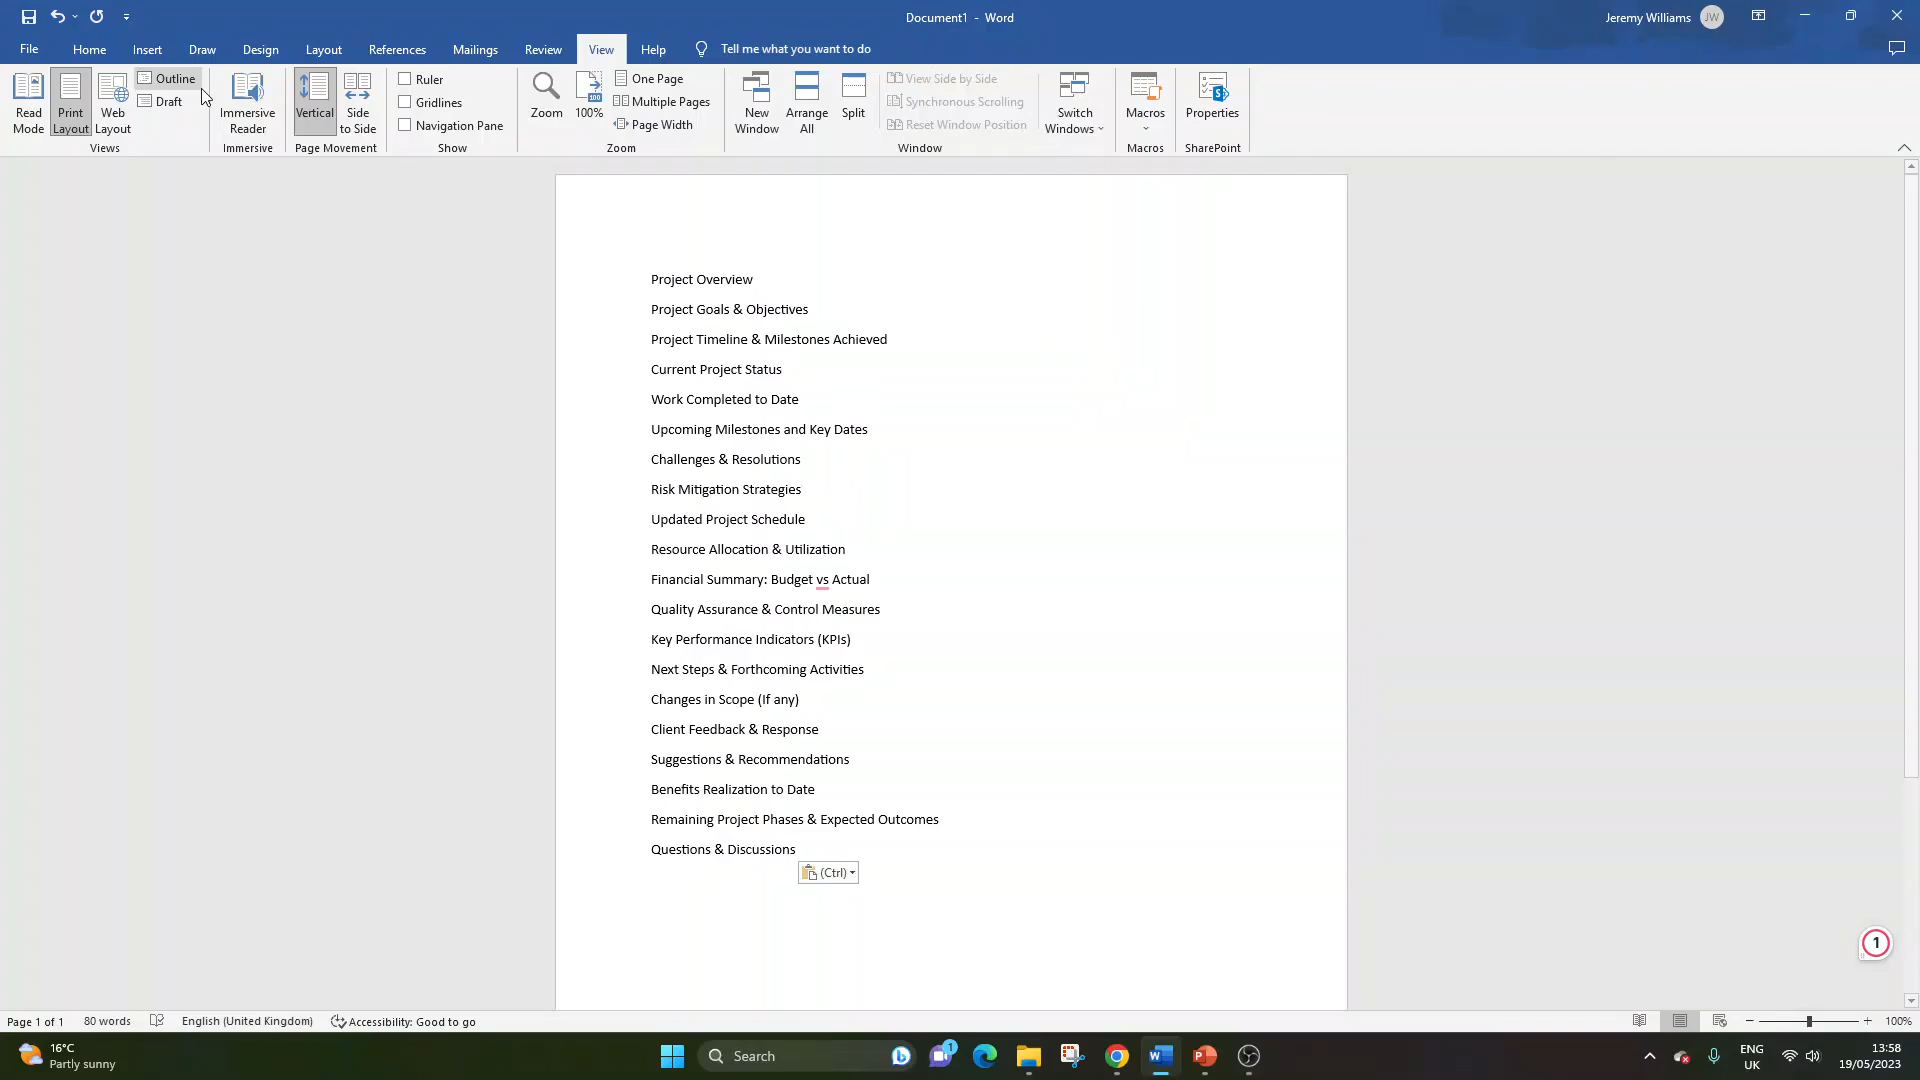 Document1 - Word
Jeremy Williams JW
File Home Insert Draw Design Layout References Mailings Review View Help Tell me what you want to do
Read Mode
Print Layout
Web Layout
Outline
Draft
Views
Immersive Reader
Immersive
Vertical
Side to Side
Page Movement
Ruler
Gridlines
Navigation Pane
Show
Zoom
100
100%
One Page
Multiple Pages
Page Width
Zoom
New Window
Arrange All
Split
View Side by Side
Synchronous Scrolling
Reset Window Position
Switch Windows
Window
Macros
Macros
Properties
SharePoint
Project Overview
Project Goals & Objectives
Project Timeline & Milestones Achieved
Current Project Status
Work Completed to Date
Upcoming Milestones and Key Dates
Challenges & Resolutions
Risk Mitigation Strategies
Updated Project Schedule
Resource Allocation & Utilization
Financial Summary: Budget vs Actual
Quality Assurance & Control Measures
Key Performance Indicators (KPIs)
Next Steps & Forthcoming Activities
Changes in Scope (If any)
Client Feedback & Response
Suggestions & Recommendations
Benefits Realization to Date
Remaining Project Phases & Expected Outcomes
Questions & Discussions
(Ctrl)
1
Page 1 of 1 80 words English (United Kingdom) Accessibility: Good to go 100%
16°C
Partly sunny
Search
1
ENG
UK
13:58
19/05/2023